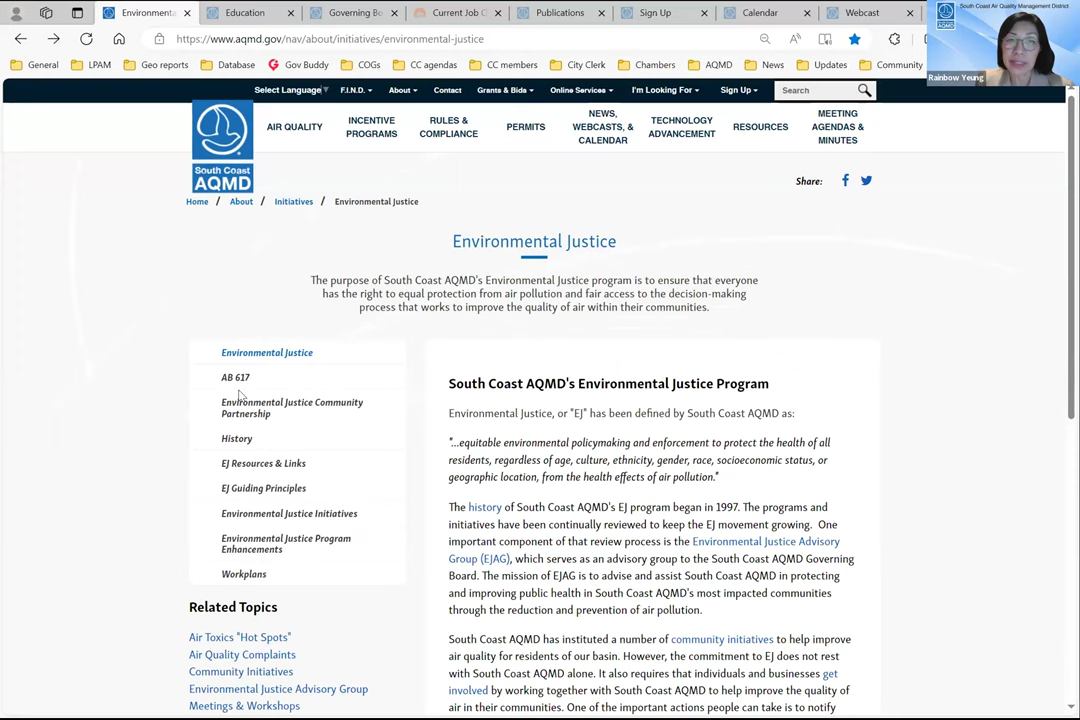 Environmenta
Education
Governing Bo
Current Job O
Publications
Sign Up
Calendar
Webcast
South Coast Air Quality Management District
https://www.aqmd.gov/nav/about/initiatives/environmental-justice
Rainbow Yeung
General
LPAM
Geo reports
Database
Gov Buddy
COGs
CC agendas
CC members
City Clerk
Chambers
AQMD
News
Updates
Community
Select Language
F.I.N.D.
About
Contact
Grants & Bids
Online Services
I'm Looking For
Sign Up
Search
South Coast
AQMD
AIR QUALITY
INCENTIVE
PROGRAMS
RULES &
COMPLIANCE
PERMITS
NEWS,
WEBCASTS, &
CALENDAR
TECHNOLOGY
ADVANCEMENT
RESOURCES
MEETING
AGENDAS &
MINUTES
Share:
Home / About / Initiatives / Environmental Justice
Environmental Justice
The purpose of South Coast AQMD's Environmental Justice program is to ensure that everyone
has the right to equal protection from air pollution and fair access to the decision-making
process that works to improve the quality of air within their communities.
Environmental Justice
AB 617
Environmental Justice Community
Partnership
History
EJ Resources & Links
EJ Guiding Principles
Environmental Justice Initiatives
Environmental Justice Program
Enhancements
Workplans
Related Topics
Air Toxics "Hot Spots"
Air Quality Complaints
Community Initiatives
Environmental Justice Advisory Group
Meetings & Workshops
South Coast AQMD's Environmental Justice Program
Environmental Justice, or "EJ" has been defined by South Coast AQMD as:
"...equitable environmental policymaking and enforcement to protect the health of all
residents, regardless of age, culture, ethnicity, gender, race, socioeconomic status, or
geographic location, from the health effects of air pollution."
The history of South Coast AQMD's EJ program began in 1997. The programs and
initiatives have been continually reviewed to keep the EJ movement growing. One
important component of that review process is the Environmental Justice Advisory
Group (EJAG), which serves as an advisory group to the South Coast AQMD Governing
Board. The mission of EJAG is to advise and assist South Coast AQMD in protecting
and improving public health in South Coast AQMD's most impacted communities
through the reduction and prevention of air pollution.
South Coast AQMD has instituted a number of community initiatives to help improve
air quality for residents of our basin. However, the commitment to EJ does not rest
with South Coast AQMD alone. It also requires that individuals and businesses get
involved by working together with South Coast AQMD to help improve the quality of
air in their communities. One of the important actions people can take is to notify